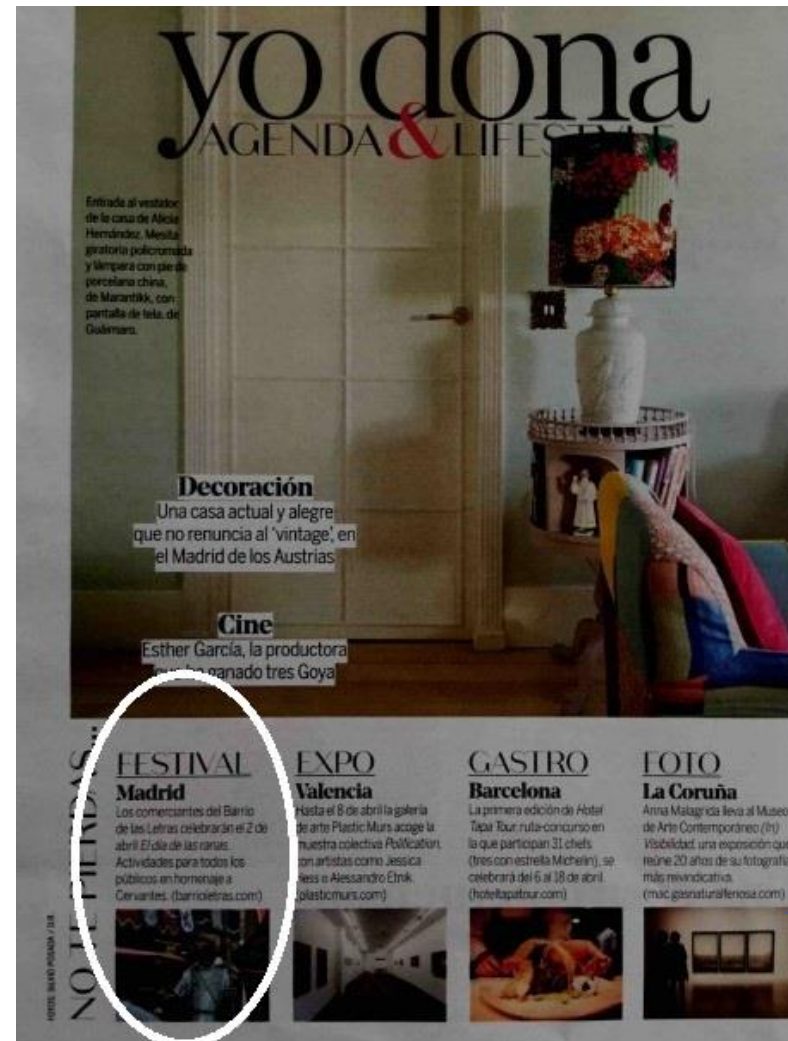 yo dona
AGENDA & LIFESTYLE
Entrada al vestidor
de la casa de Alicia
Hernández. Mesita
giratoria policromada
y lámpara con pie de
porcelana china,
de Marantikk, con
pantalla de tela, de
Guáimaro.
Decoración
Una casa actual y alegre
que no renuncia al 'vintage', en
el Madrid de los Austrias
Cine
Esther García, la productora
que ha ganado tres Goya
NO TE PIERDAS...
FESTIVAL
Madrid
Los comerciantes del Barrio
de las Letras celebrarán el 2 de
abril El día de las ranas.
Actividades para todos los
públicos en homenaje a
Cervantes. (barrioletras.com)
EXPO
Valencia
Hasta el 8 de abril la galería
de arte Plastic Murs acoge la
muestra colectiva Polification,
con artistas como Jessica
Hess o Alessandro Etnik.
(plasticmurs.com)
GASTRO
Barcelona
La primera edición de Hotel
Tapa Tour, ruta-concurso en
la que participan 31 chefs
(tres con estrella Michelin), se
celebrará del 6 al 18 de abril.
(hoteltapatour.com)
FOTO
La Coruña
Anna Malagrida lleva al Museo
de Arte Contemporáneo (In)
Visibilidad, una exposición que
reúne 20 años de su fotografía
más reivindicativa.
(mac.gasnaturalfenosa.com)